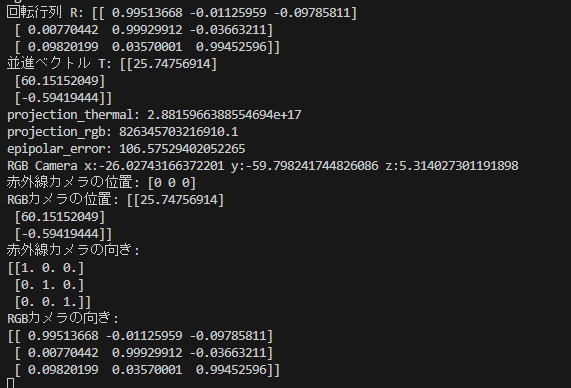 回転行列 R: [[ 0.99513668 -0.01125959 -0.09785811]
 [ 0.00770442  0.99929912 -0.03663211]
 [ 0.09820199  0.03570001  0.99452596]]
並進ベクトル T: [[25.74756914]
 [60.15152049]
 [-0.59419444]]
projection_thermal: 2.8815966388554694e+17
projection_rgb: 826345703216910.1
epipolar_error: 106.57529402052265
RGB Camera x:-26.02743166372201 y:-59.798241744826086 z:5.314027301191898
赤外線カメラの位置: [0 0 0]
RGBカメラの位置: [[25.74756914]
 [60.15152049]
 [-0.59419444]]
赤外線カメラの向き:
[[1. 0. 0.]
 [0. 1. 0.]
 [0. 0. 1.]]
RGBカメラの向き:
[[ 0.99513668 -0.01125959 -0.09785811]
 [ 0.00770442  0.99929912 -0.03663211]
 [ 0.09820199  0.03570001  0.99452596]]